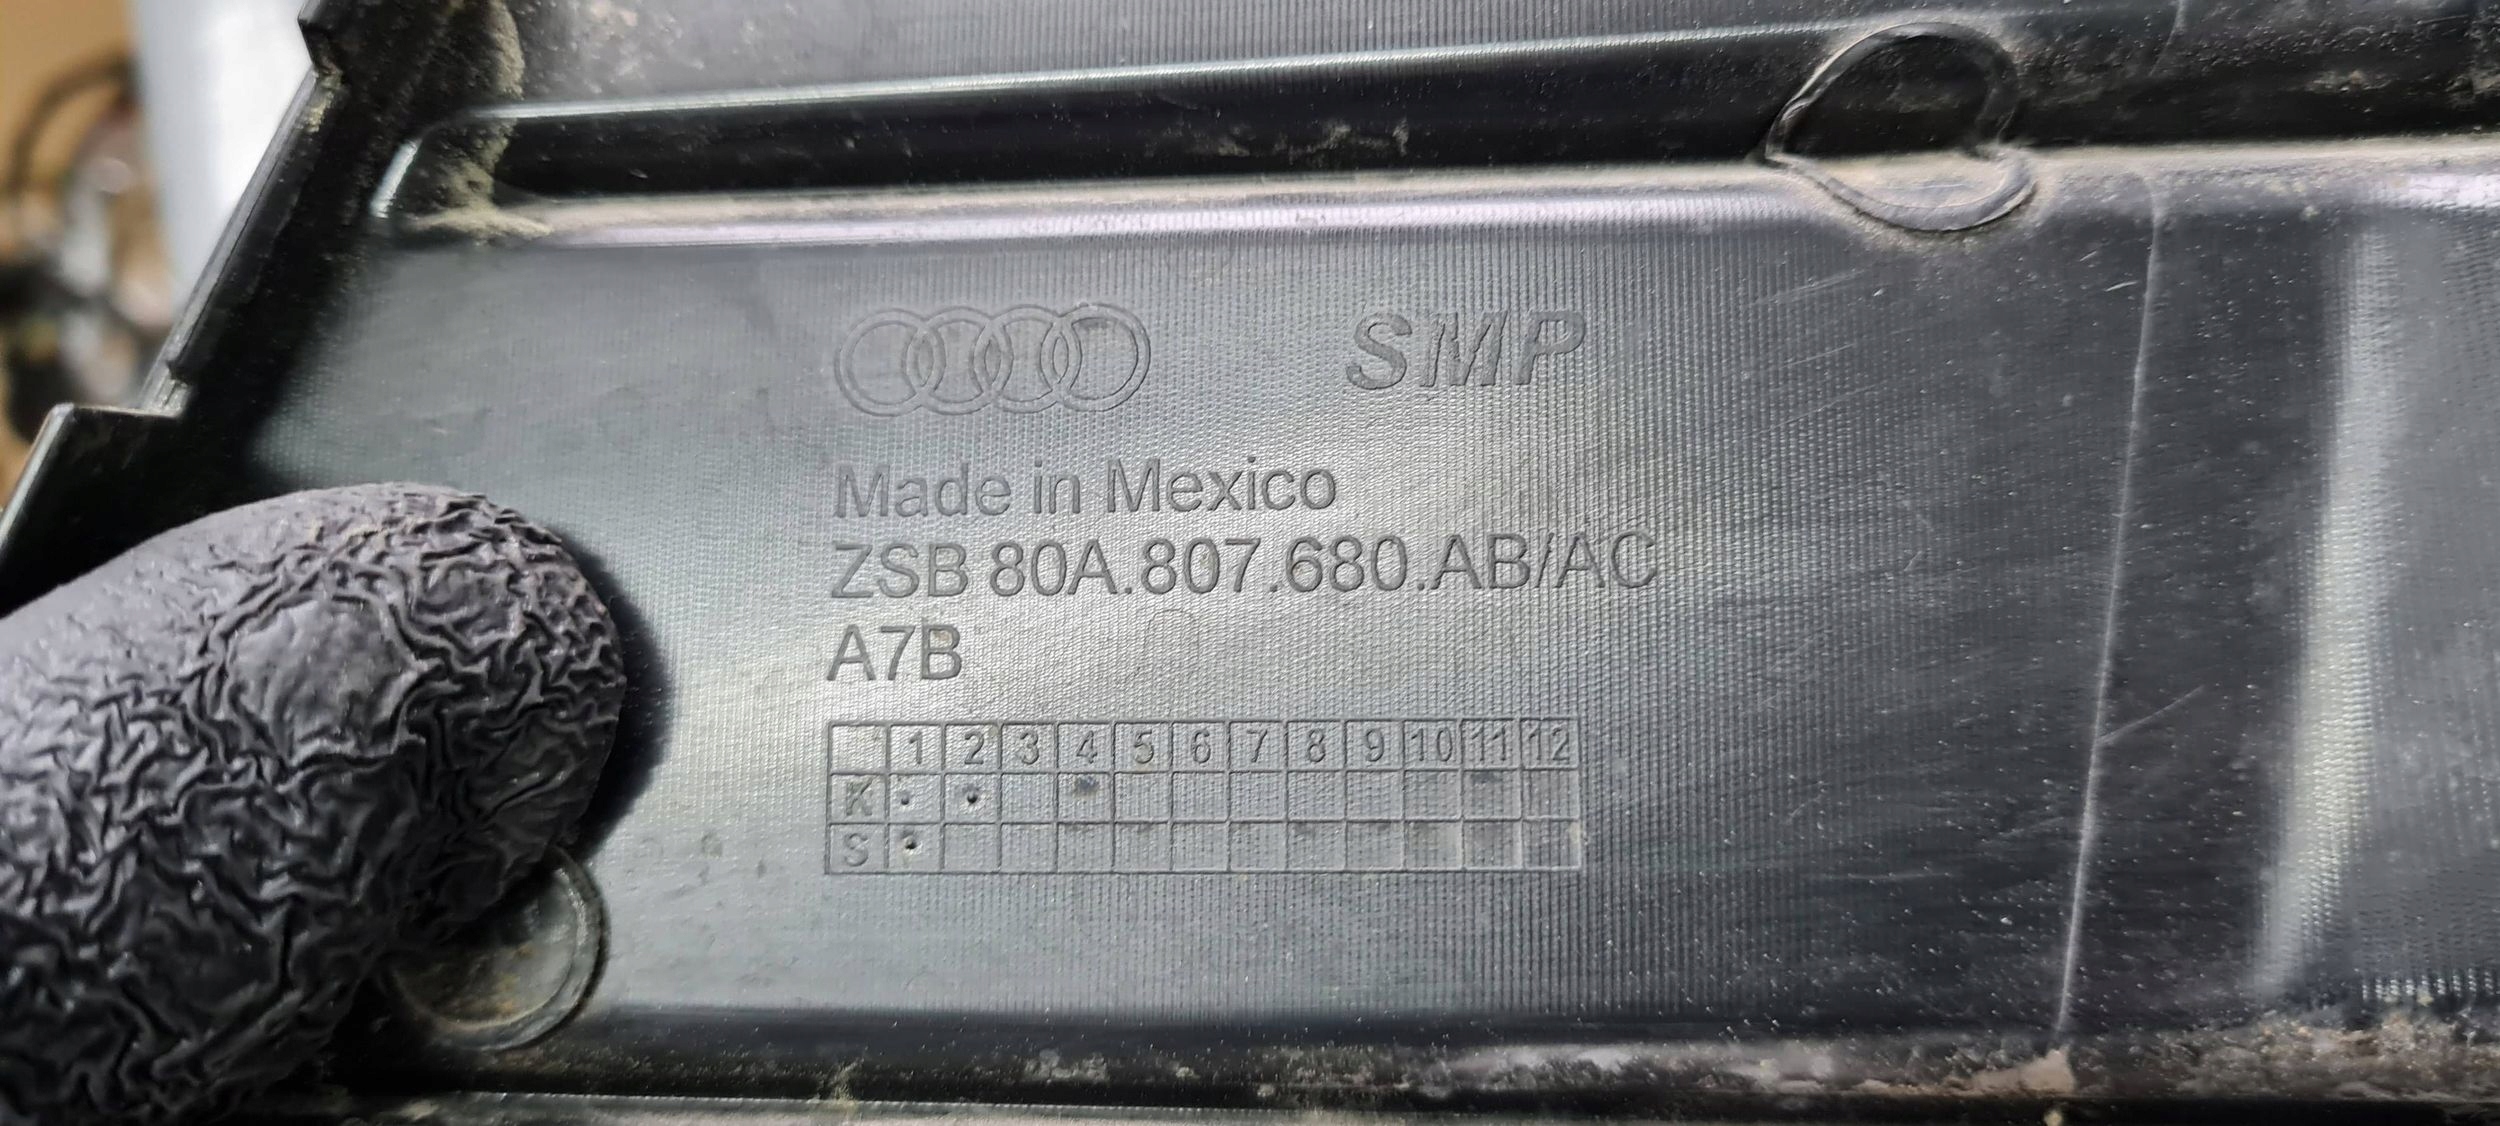 SMP
Made in Mexico
ZSB 80A.807.680.AB/AC
A7B
1 2 3 4 5 6 7 8 9 10 11 12
K
S